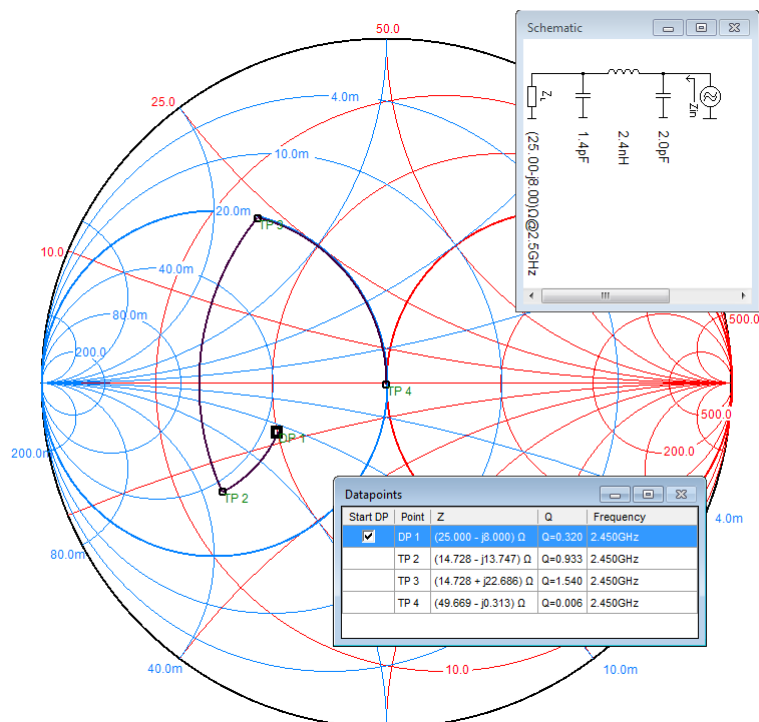 50.0
25.0
4.0m
10.0m
20.0m
TP 3
10.0
40.0m
80.0m
200.0
TP 4
DP 1
200.0m
TP 2
80.0m
40.0m
500.0
500.0
200.0
4.0m
10.0
10.0m
Schematic
ZL
1.4pF
2.4nH
2.0pF
Zin
(25.00-j8.00)Ω@2.5GHz
Datapoints
Start DP Point Z Q Frequency
DP 1 (25.000 - j8.000) Ω Q=0.320 2.450GHz
TP 2 (14.728 - j13.747) Ω Q=0.933 2.450GHz
TP 3 (14.728 + j22.686) Ω Q=1.540 2.450GHz
TP 4 (49.669 - j0.313) Ω Q=0.006 2.450GHz